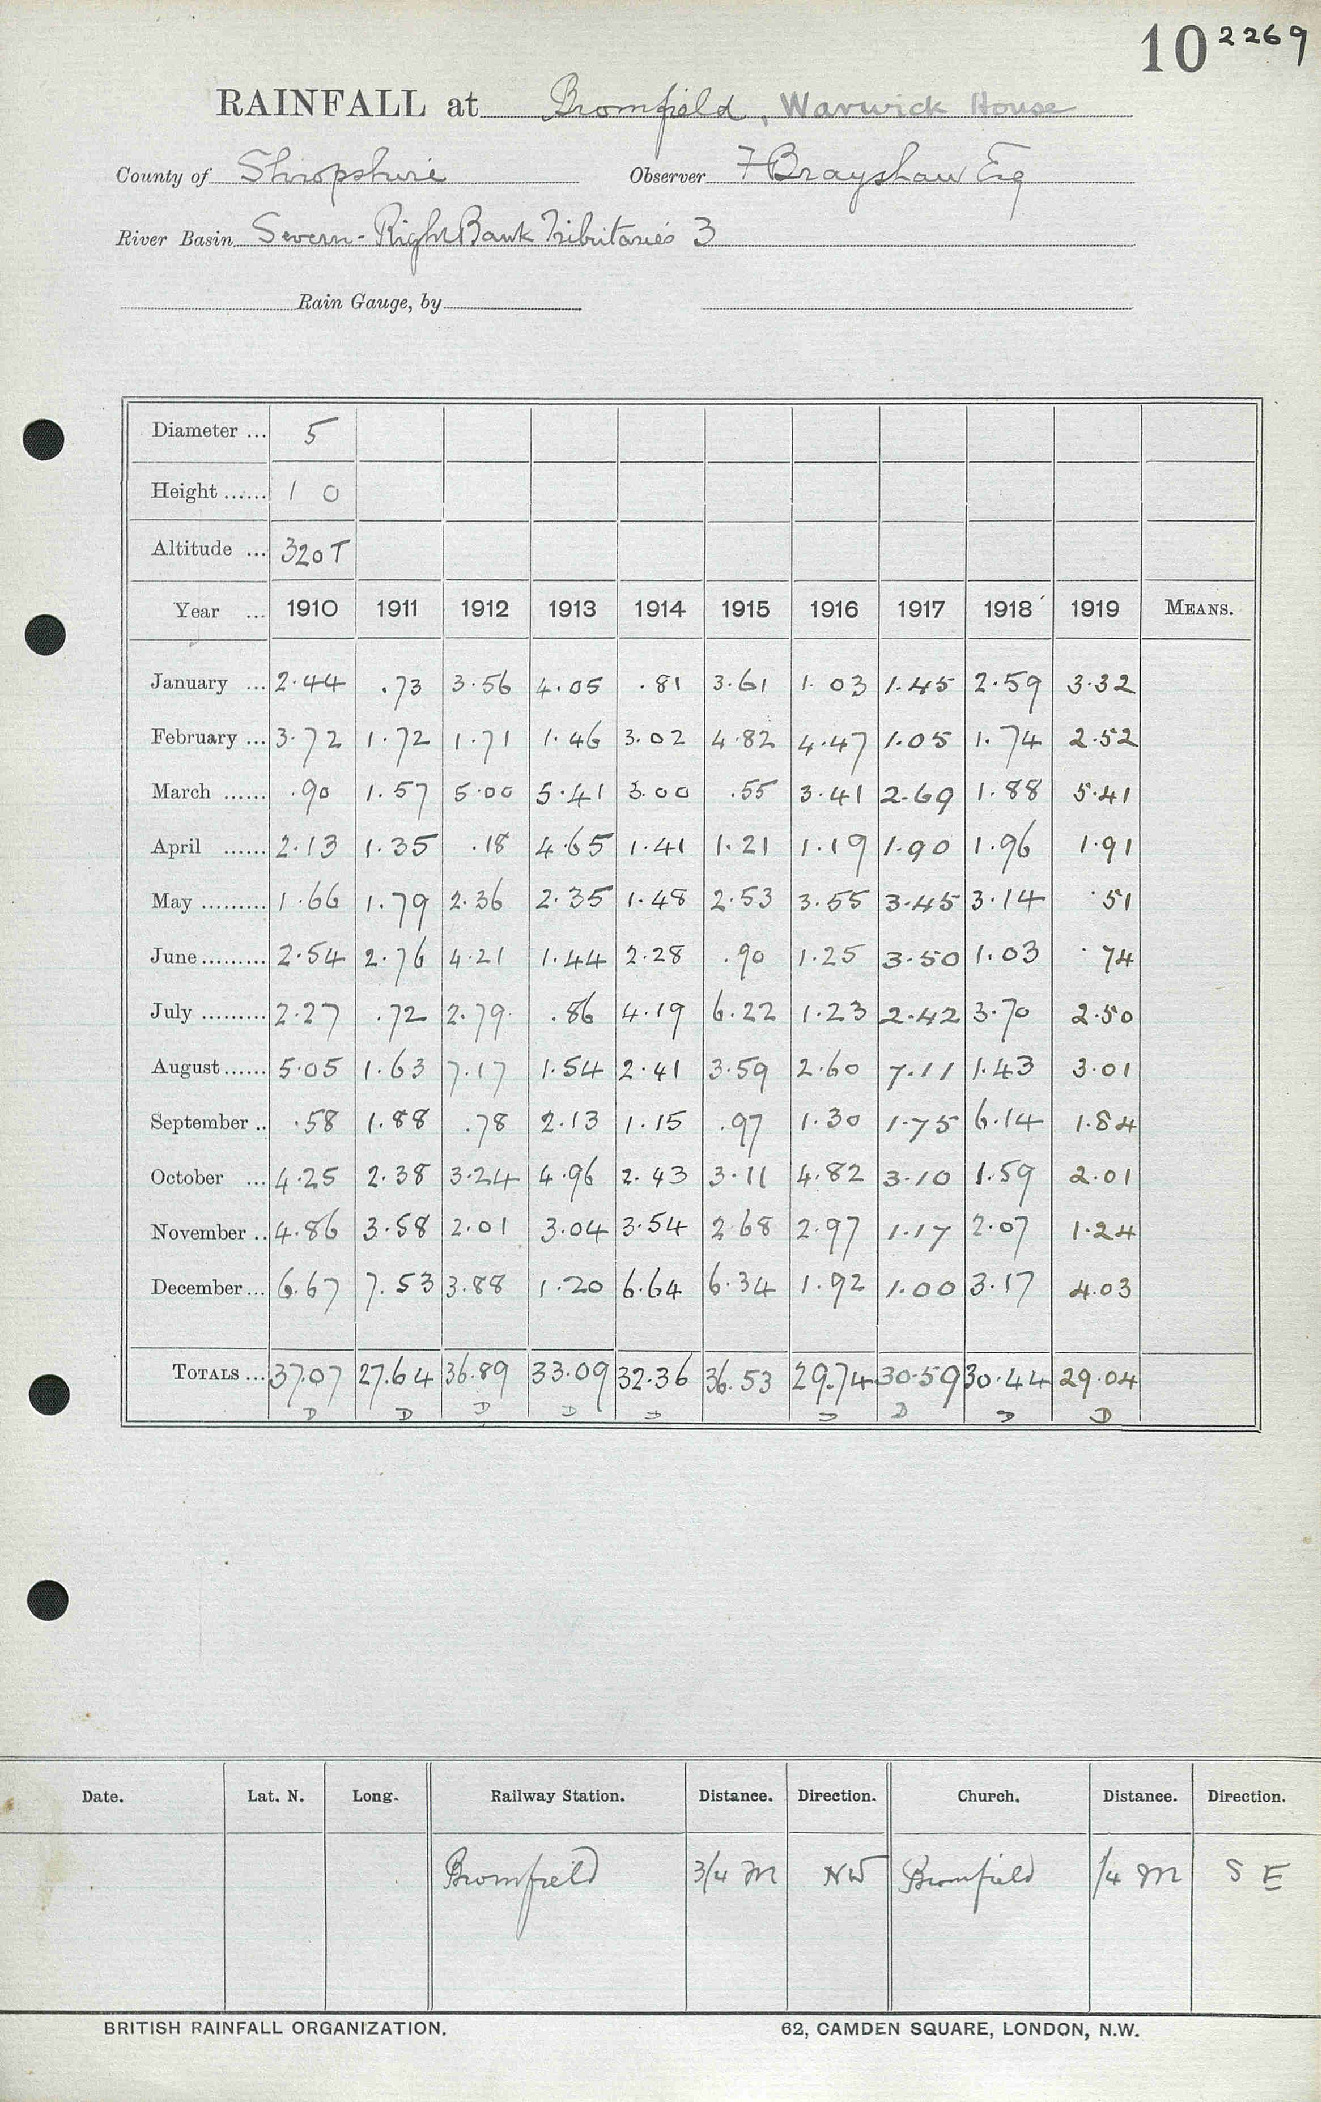 10 2269
RAINFALL at Bromfield, Warwick House
County of Shropshire Observer F Brayshaw Esq
River Basin Severn - Right Bank Tributaries 3
Rain Gauge, by
Diameter ... 5
Height ...... 1 0
Altitude ... 320 T
Year ... 1910 1911 1912 1913 1914 1915 1916 1917 1918 1919 MEANS.
January ... 2.44 .73 3.56 4.05 .81 3.61 1.03 1.45 2.59 3.32
February ... 3.72 1.72 1.71 1.46 3.02 4.82 4.47 1.05 1.74 2.52
March ...... .90 1.57 5.00 5.41 3.00 .55 3.41 2.69 1.88 5.41
April ...... 2.13 1.35 .18 4.65 1.41 1.21 1.19 1.90 1.96 1.91
May ......... 1.66 1.79 2.36 2.35 1.48 2.53 3.55 3.45 3.14 .51
June ......... 2.54 2.76 4.21 1.44 2.28 .90 1.25 3.50 1.03 .74
July ......... 2.27 .72 2.79 .86 4.19 6.22 1.23 2.42 3.70 2.50
August ...... 5.05 1.63 7.17 1.54 2.41 3.59 2.60 7.11 1.43 3.01
September .. .58 1.88 .78 2.13 1.15 .97 1.30 1.75 6.14 1.84
October ... 4.25 2.38 3.24 4.96 2.43 3.11 4.82 3.10 1.59 2.01
November .. 4.86 3.58 2.01 3.04 3.54 2.68 2.97 1.17 2.07 1.24
December ... 6.67 7.53 3.88 1.20 6.64 6.34 1.92 1.00 3.17 4.03
TOTALS ... 37.07 27.64 36.89 33.09 32.36 36.53 29.74 30.59 30.44 29.04
D D D D D D D D D
Date. Lat. N. Long. Railway Station. Distance. Direction. Church. Distance. Direction.
Bromfield 3/4 M NW Bromfield 1/4 M S E
BRITISH RAINFALL ORGANIZATION. 62, CAMDEN SQUARE, LONDON, N.W.